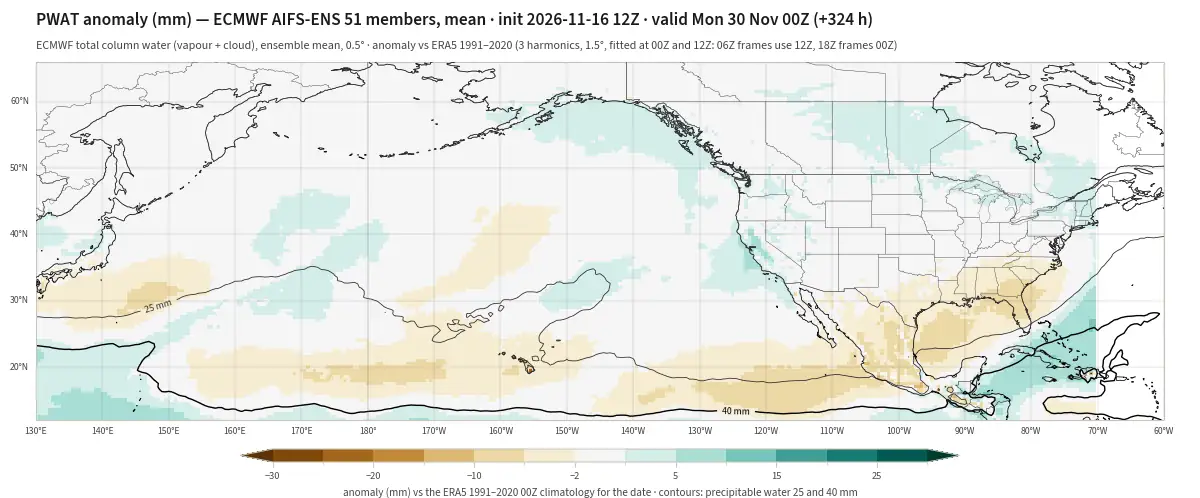 PWAT anomaly (mm) — ECMWF AIFS-ENS 51 members, mean · init 2026-11-16 12Z · valid Mon 30 Nov 00Z (+324 h)
ECMWF total column water (vapour + cloud), ensemble mean, 0.5° · anomaly vs ERA5 1991–2020 (3 harmonics, 1.5°, fitted at 00Z and 12Z: 06Z frames use 12Z, 18Z frames 00Z)
60°N
50°N
40°N
30°N
20°N
25 mm
40 mm
130°E 140°E 150°E 160°E 170°E 180° 170°W 160°W 150°W 140°W 130°W 120°W 110°W 100°W 90°W 80°W 70°W 60°W
−30 −20 −10 −2 5 15 25
anomaly (mm) vs the ERA5 1991–2020 00Z climatology for the date · contours: precipitable water 25 and 40 mm